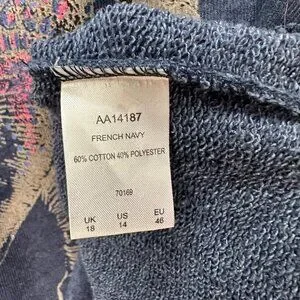 AA14187
FRENCH NAVY
60% COTTON 40% POLYESTER
70169
UK US EU
18 14 46